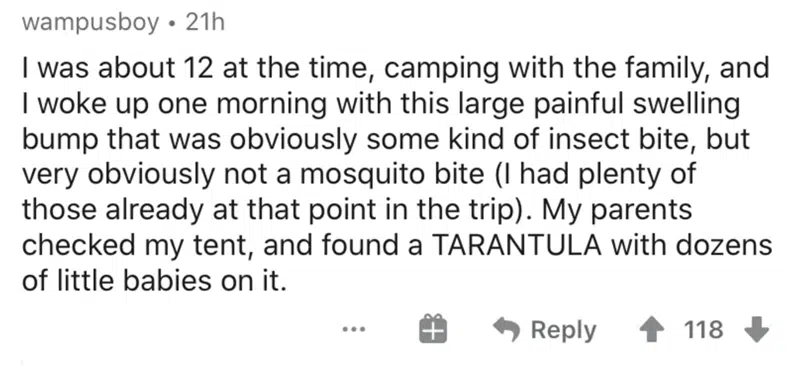 wampusboy • 21h
I was about 12 at the time, camping with the family, and
I woke up one morning with this large painful swelling
bump that was obviously some kind of insect bite, but
very obviously not a mosquito bite (I had plenty of
those already at that point in the trip). My parents
checked my tent, and found a TARANTULA with dozens
of little babies on it.
... Reply 118